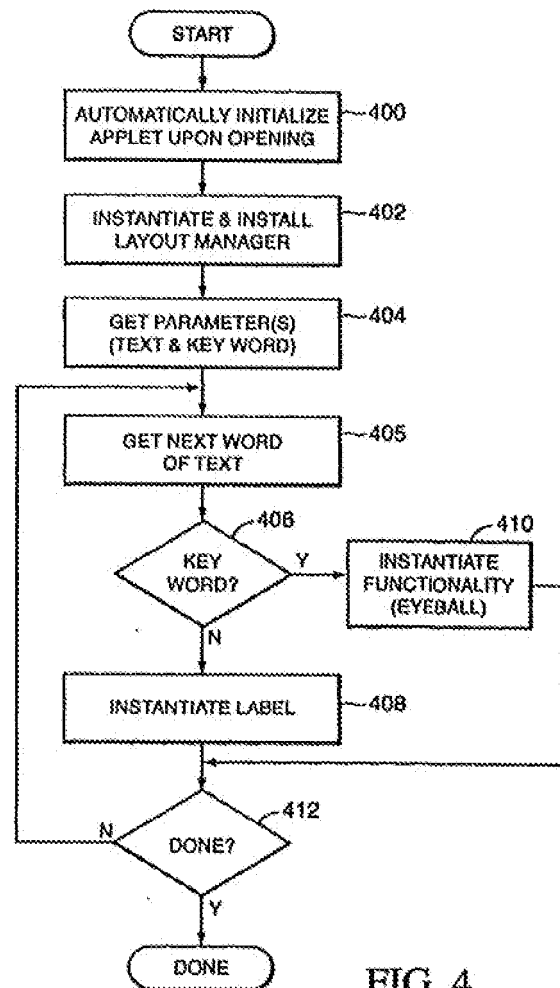 START
AUTOMATICALLY INITIALIZE
APPLET UPON OPENING
400
INSTANTIATE & INSTALL
LAYOUT MANAGER
402
GET PARAMETER(S)
(TEXT & KEY WORD)
404
GET NEXT WORD
OF TEXT
405
KEY
WORD?
406
Y
N
INSTANTIATE
FUNCTIONALITY
(EYEBALL)
410
INSTANTIATE LABEL
408
DONE?
412
N
Y
DONE
FIG. 4